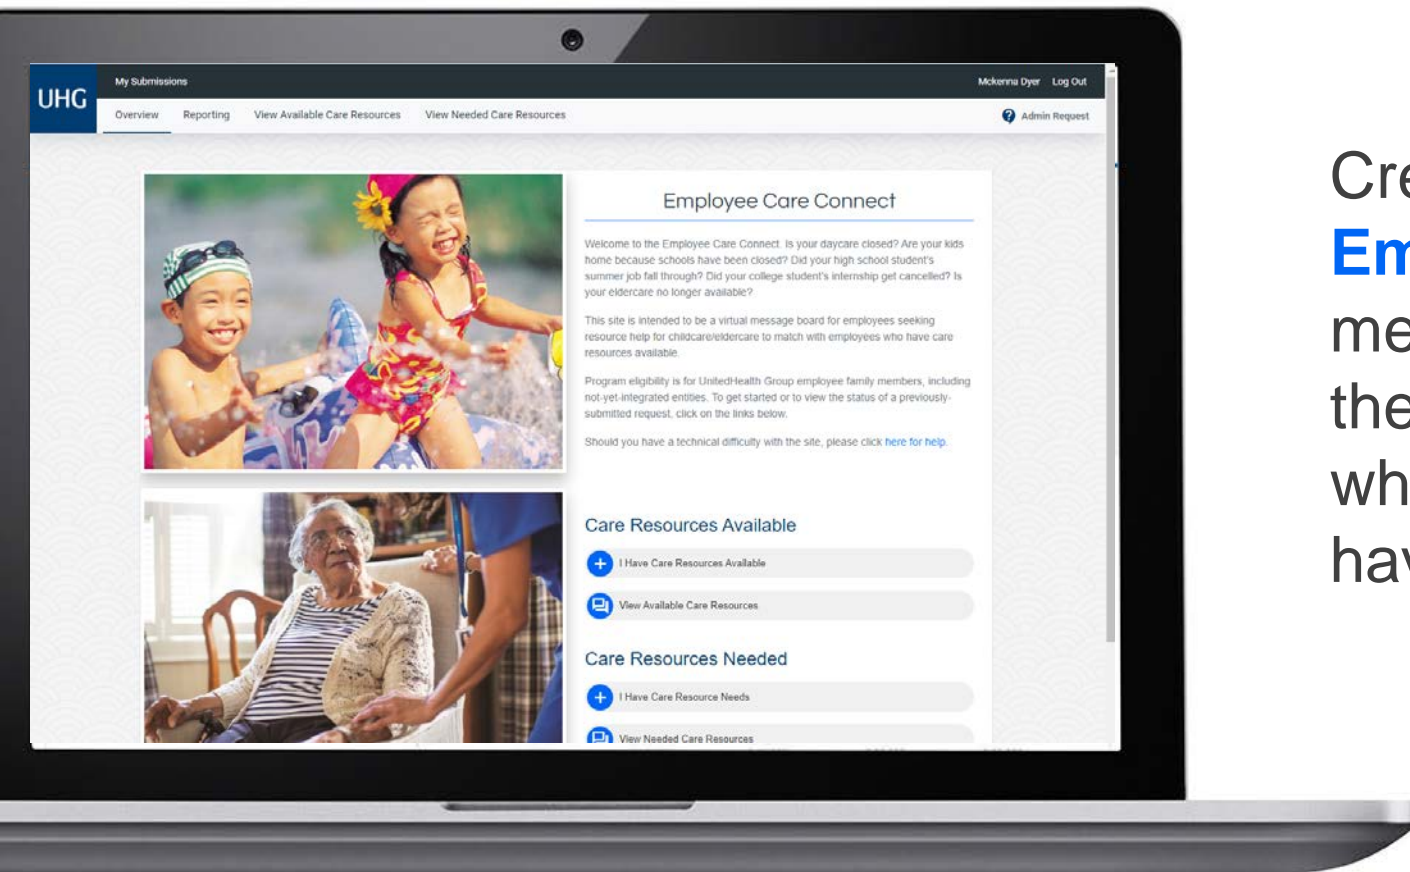 UHG
My Submissions
Mckenna Dyer Log Out
Overview Reporting View Available Care Resources View Needed Care Resources
Admin Request
Employee Care Connect
Welcome to the Employee Care Connect. Is your daycare closed? Are your kids
home because schools have been closed? Did your high school student's
summer job fall through? Did your college student's internship get cancelled? Is
your eldercare no longer available?
This site is intended to be a virtual message board for employees seeking
resource help for childcare/eldercare to match with employees who have care
resources available.
Program eligibility is for UnitedHealth Group employee family members, including
not-yet-integrated entities. To get started or to view the status of a previously-
submitted request, click on the links below.
Should you have a technical difficulty with the site, please click here for help.
Care Resources Available
I Have Care Resources Available
View Available Care Resources
Care Resources Needed
I Have Care Resource Needs
View Needed Care Resources
Cre
Em
me
the
wh
hav